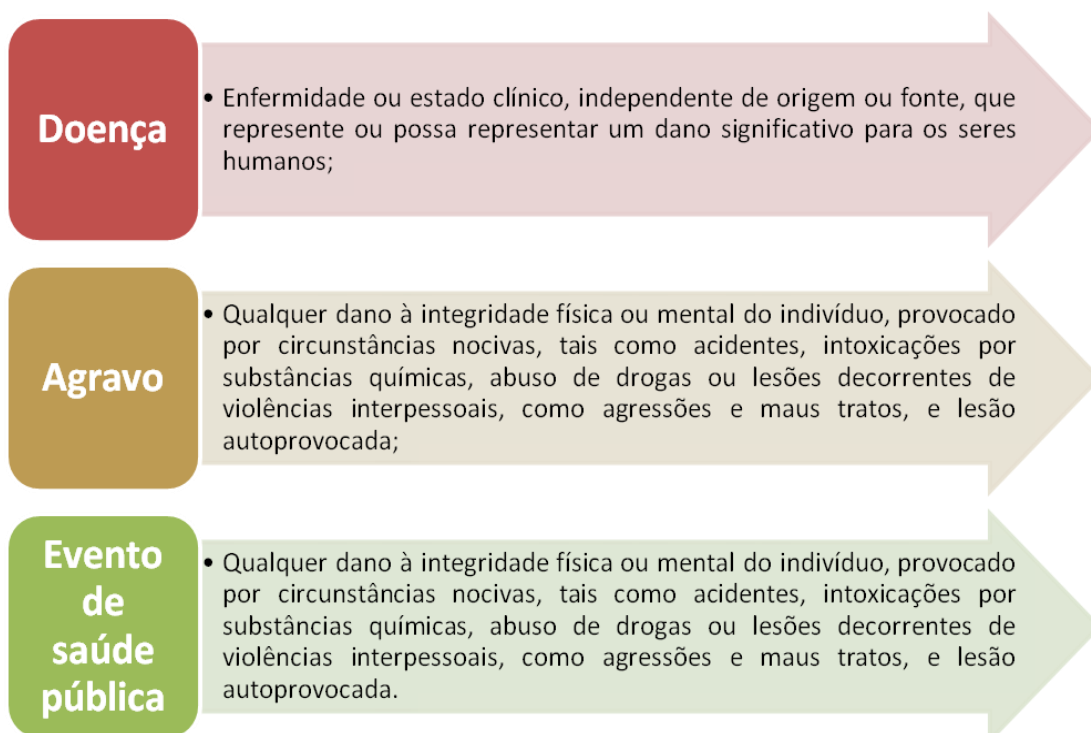 Doença
• Enfermidade ou estado clínico, independente de origem ou fonte, que
represente ou possa representar um dano significativo para os seres
humanos;
Agravo
• Qualquer dano à integridade física ou mental do indivíduo, provocado
por circunstâncias nocivas, tais como acidentes, intoxicações por
substâncias químicas, abuso de drogas ou lesões decorrentes de
violências interpessoais, como agressões e maus tratos, e lesão
autoprovocada;
Evento
de
saúde
pública
• Qualquer dano à integridade física ou mental do indivíduo, provocado
por circunstâncias nocivas, tais como acidentes, intoxicações por
substâncias químicas, abuso de drogas ou lesões decorrentes de
violências interpessoais, como agressões e maus tratos, e lesão
autoprovocada.